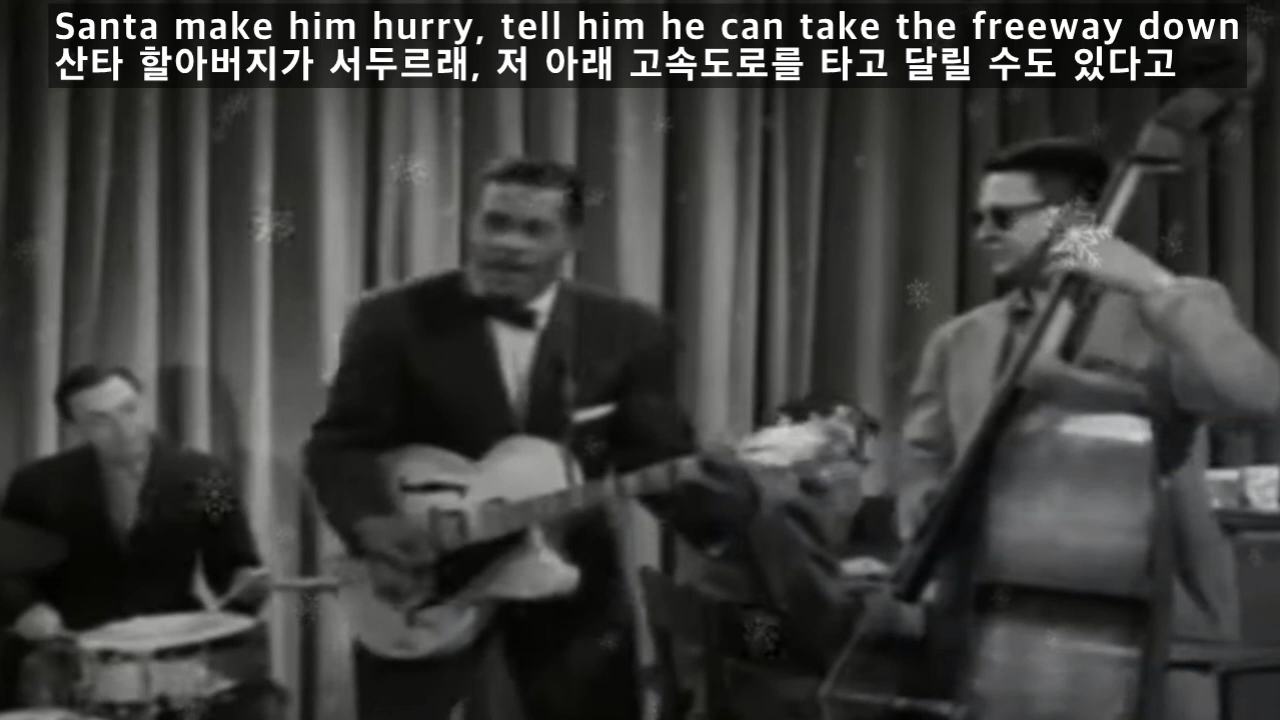 Santa make him hurry, tell him he can take the freeway down
산타 할아버지가 서두르래, 저 아래 고속도로를 타고 달릴 수도 있다고